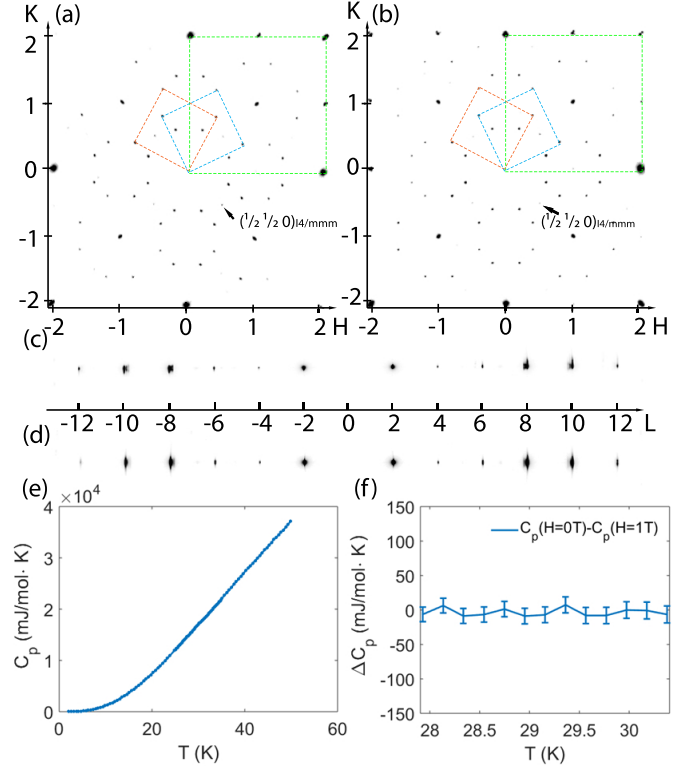 K (a)
2
1
0
-1
-2
(½ ½ 0)I4/mmm
-2 -1 0 1 2 H
K (b)
2
1
0
-1
-2
(½ ½ 0)I4/mmm
-2 -1 0 1 2 H
(c)
-12 -10 -8 -6 -4 -2 0 2 4 6 8 10 12 L
(d)
(e)
×10⁴
4
3
2
1
0
Cp (mJ/mol· K)
0 20 40 60
T (K)
(f)
150
100
50
0
-50
-100
-150
ΔCp (mJ/mol· K)
Cp(H=0T)-Cp(H=1T)
28 28.5 29 29.5 30
T (K)